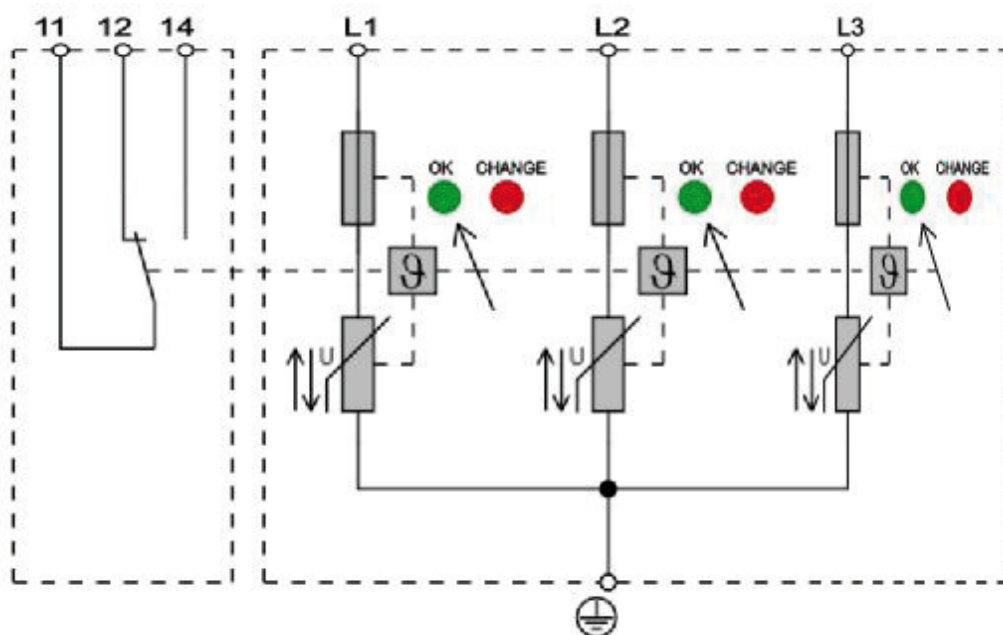 11 12 14 L1 L2 L3
OK CHANGE OK CHANGE OK CHANGE
ϑ ϑ ϑ
U U U